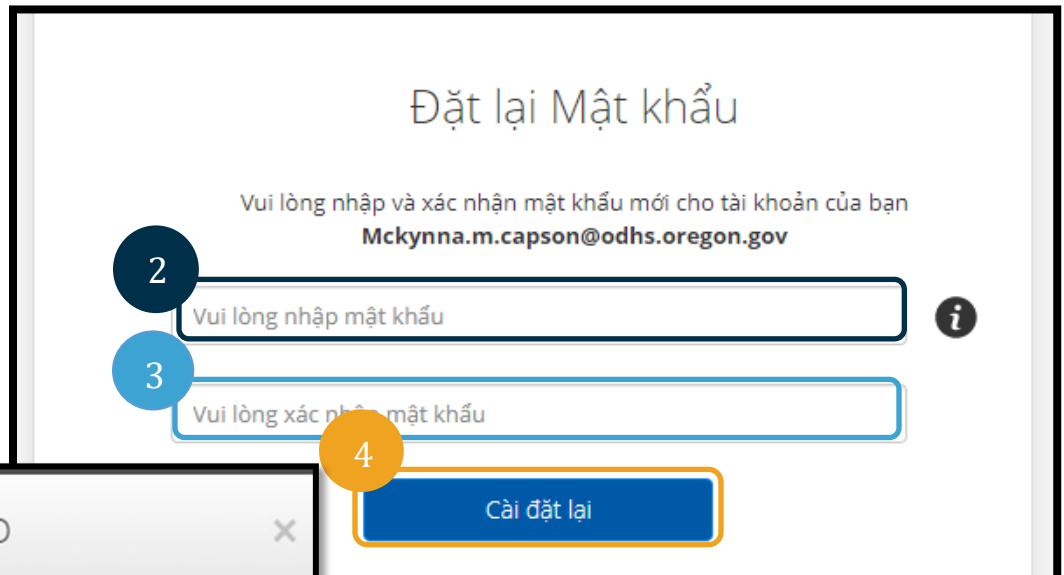 Đặt lại Mật khẩu
Vui lòng nhập và xác nhận mật khẩu mới cho tài khoản của bạn
Mckynna.m.capson@odhs.oregon.gov
2
Vui lòng nhập mật khẩu
i
3
Vui lòng xác nhận mật khẩu
4
Cài đặt lại